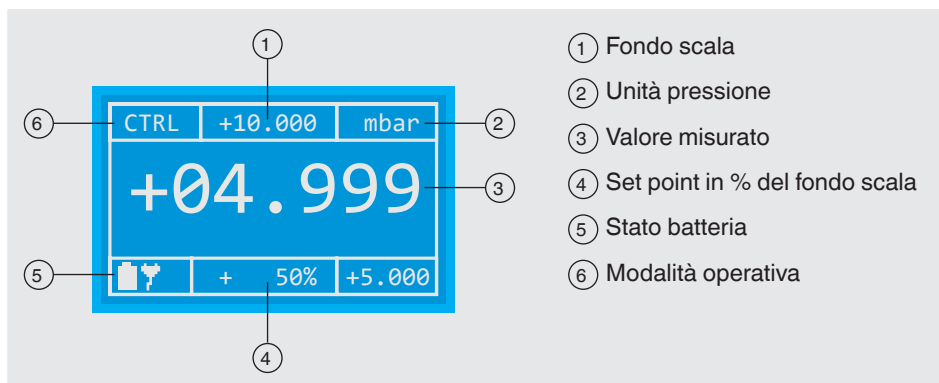 1
6 CTRL +10.000 mbar 2
+04.999 3
5 + 50% +5.000
4
1 Fondo scala
2 Unità pressione
3 Valore misurato
4 Set point in % del fondo scala
5 Stato batteria
6 Modalità operativa